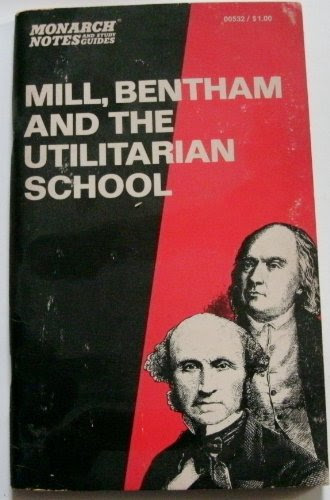 MONARCH®
NOTES AND STUDY GUIDES
00532 / $1.00
MILL, BENTHAM
AND THE
UTILITARIAN
SCHOOL